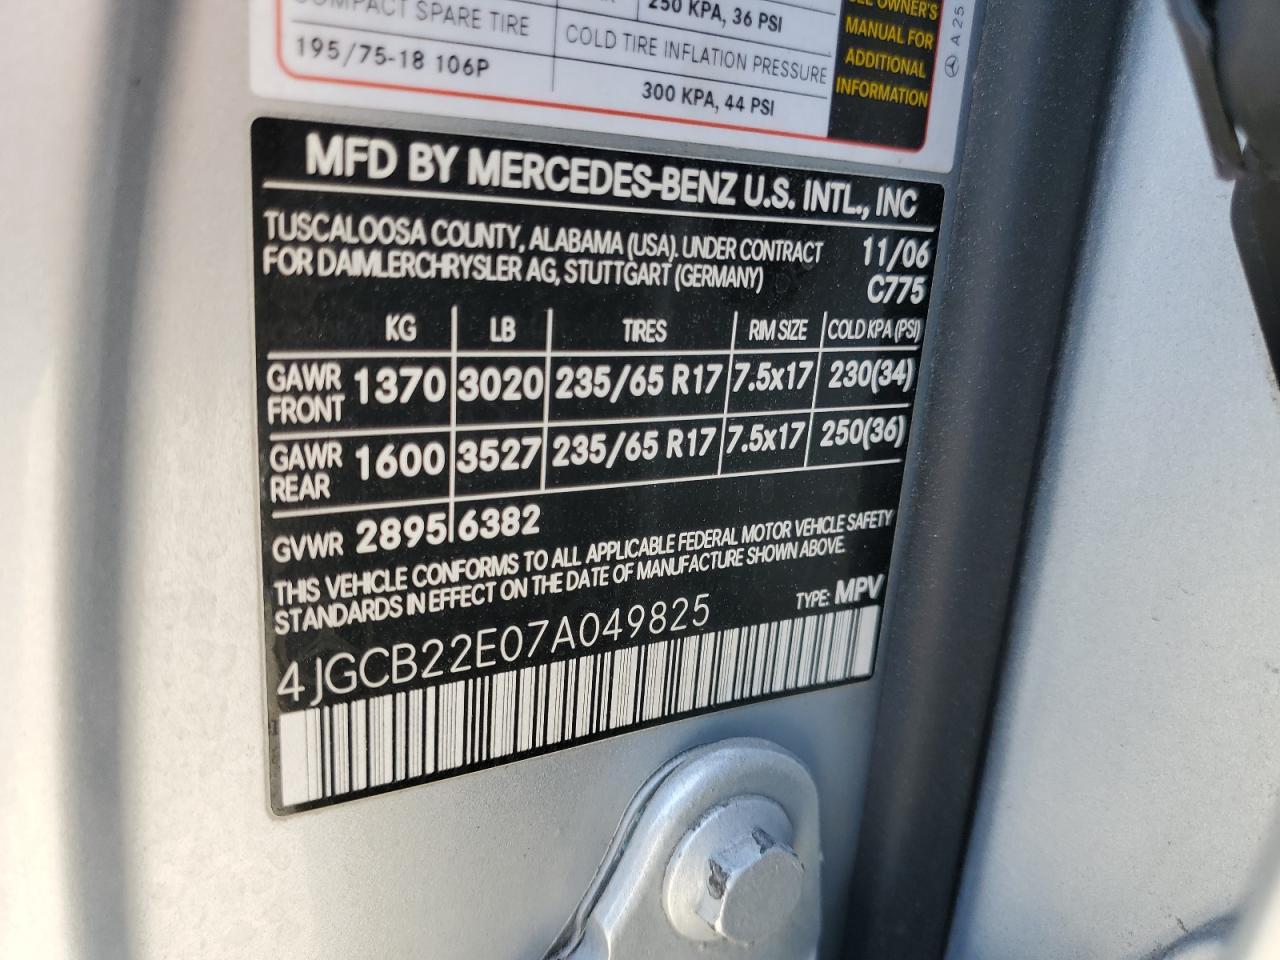 250 KPA, 36 PSI
COMPACT SPARE TIRE
195/75-18 106P
COLD TIRE INFLATION PRESSURE
300 KPA, 44 PSI
SEE OWNER'S
MANUAL FOR
ADDITIONAL
INFORMATION
A 25
MFD BY MERCEDES-BENZ U.S. INTL., INC
TUSCALOOSA COUNTY, ALABAMA (USA). UNDER CONTRACT 11/06
FOR DAIMLERCHRYSLER AG, STUTTGART (GERMANY) C775
KG LB TIRES RIM SIZE COLD KPA (PSI)
GAWR FRONT 1370 3020 235/65 R17 7.5x17 230(34)
GAWR REAR 1600 3527 235/65 R17 7.5x17 250(36)
GVWR 2895 6382
THIS VEHICLE CONFORMS TO ALL APPLICABLE FEDERAL MOTOR VEHICLE SAFETY
STANDARDS IN EFFECT ON THE DATE OF MANUFACTURE SHOWN ABOVE.
4JGCB22E07A049825 TYPE: MPV